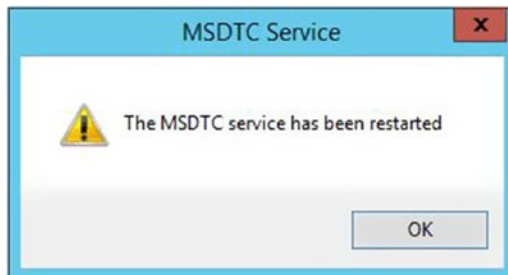 MSDTC Service
x
The MSDTC service has been restarted
OK